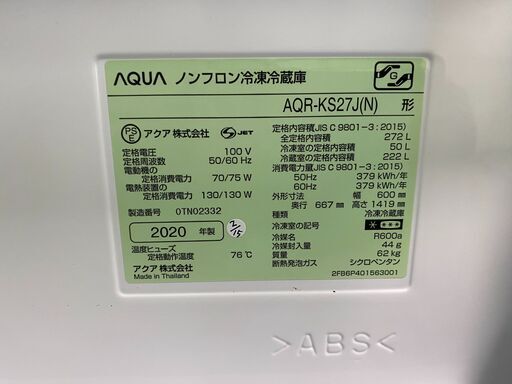 AQUA ノンフロン冷凍冷蔵庫
G
AQR-KS27J(N) 形
PS E アクア株式会社 S JET
定格電圧 100 V
定格周波数 50/60 Hz
電動機の
定格消費電力 70/75 W
電熱装置の
定格消費電力 130/130 W
製造番号 0TN02332
2020 年製
2/15
温度ヒューズ
定格動作温度 76℃
アクア株式会社
Made in Thailand
定格内容積(JIS C 9801-3:2015)
全定格内容積 272 L
冷凍室の定格内容積 50 L
冷蔵室の定格内容積 222 L
消費電力量(JIS C 9801-3:2015)
50Hz 379 kWh/年
60Hz 379 kWh/年
外形寸法 幅 600 mm
奥行 667 mm 高さ 1419 mm
種類 冷凍冷蔵庫
冷凍室の記号 * ***
冷媒名 R600a
冷媒封入量 44 g
質量 62 kg
断熱発泡ガス シクロペンタン
2FB6P401563001
>ABS<